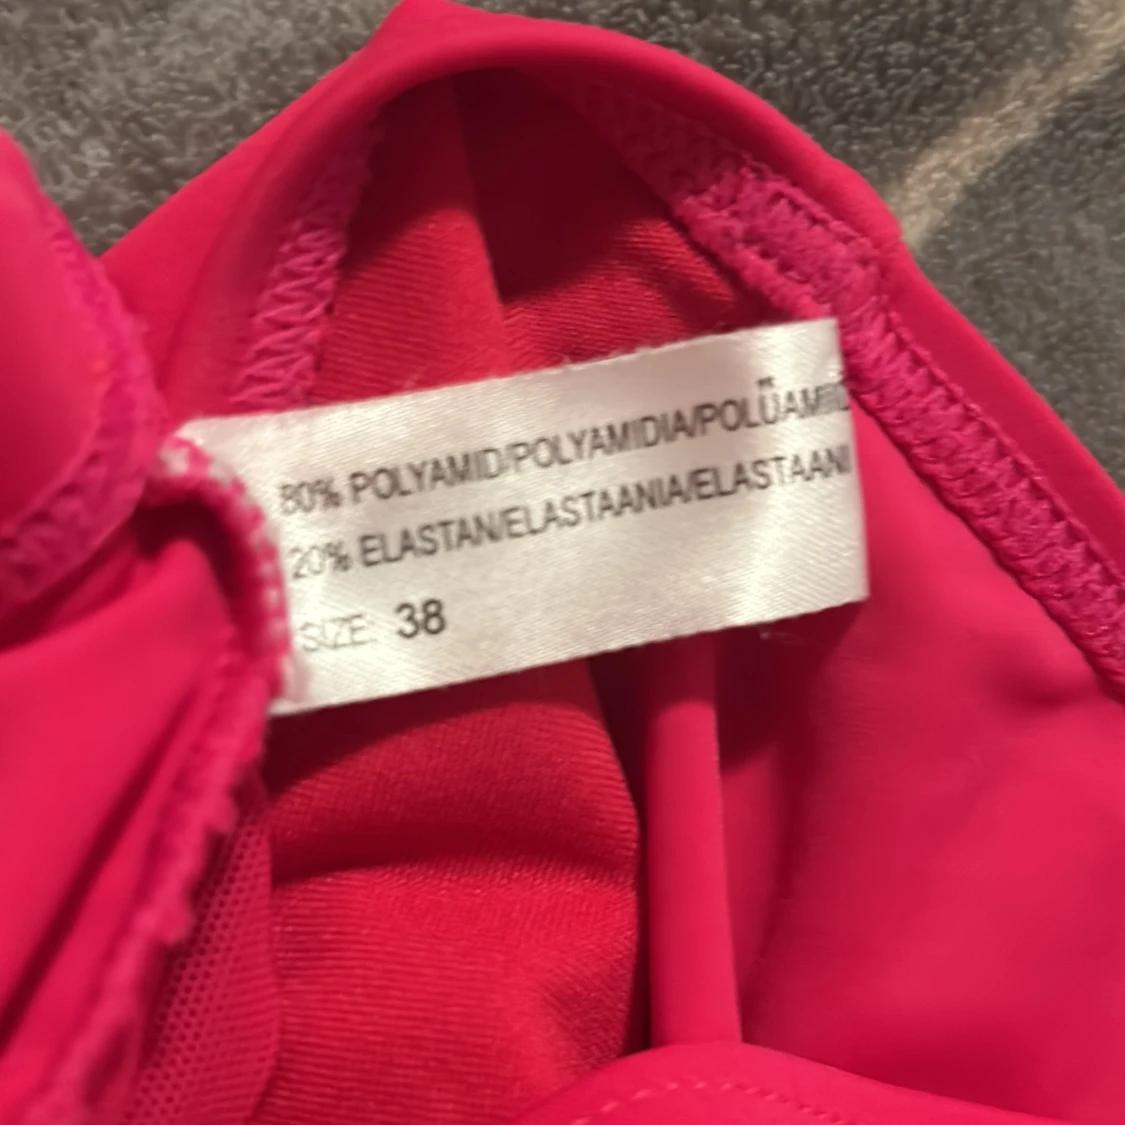 80% POLYAMID/POLYAMIDIA/POLÜAMIID
20% ELASTAN/ELASTAANIA/ELASTAANI
SIZE: 38